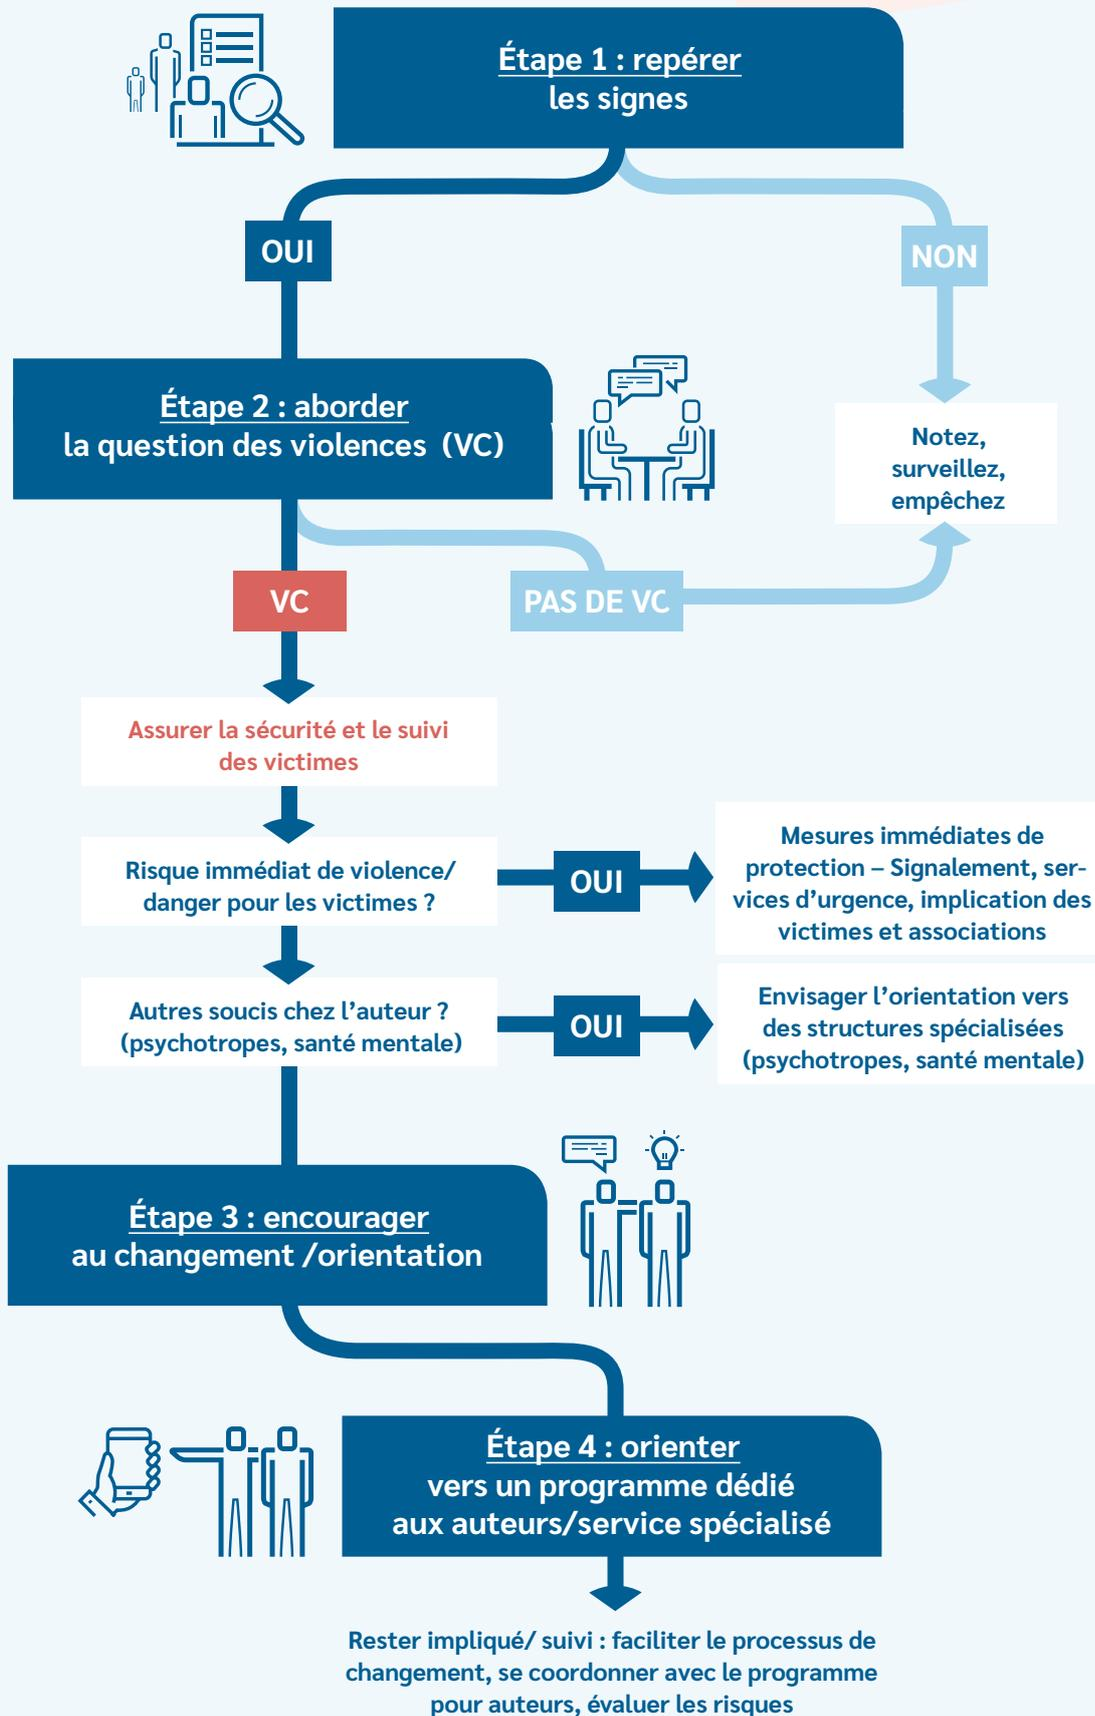 Étape 1 : repérer
les signes
OUI
NON
Étape 2 : aborder
la question des violences (VC)
Notez,
surveillez,
empêchez
VC
PAS DE VC
Assurer la sécurité et le suivi
des victimes
Risque immédiat de violence/
danger pour les victimes ?
OUI
Mesures immédiates de
protection – Signalement, ser-
vices d’urgence, implication des
victimes et associations
Autres soucis chez l’auteur ?
(psychotropes, santé mentale)
OUI
Envisager l’orientation vers
des structures spécialisées
(psychotropes, santé mentale)
Étape 3 : encourager
au changement /orientation
Étape 4 : orienter
vers un programme dédié
aux auteurs/service spécialisé
Rester impliqué/ suivi : faciliter le processus de
changement, se coordonner avec le programme
pour auteurs, évaluer les risques